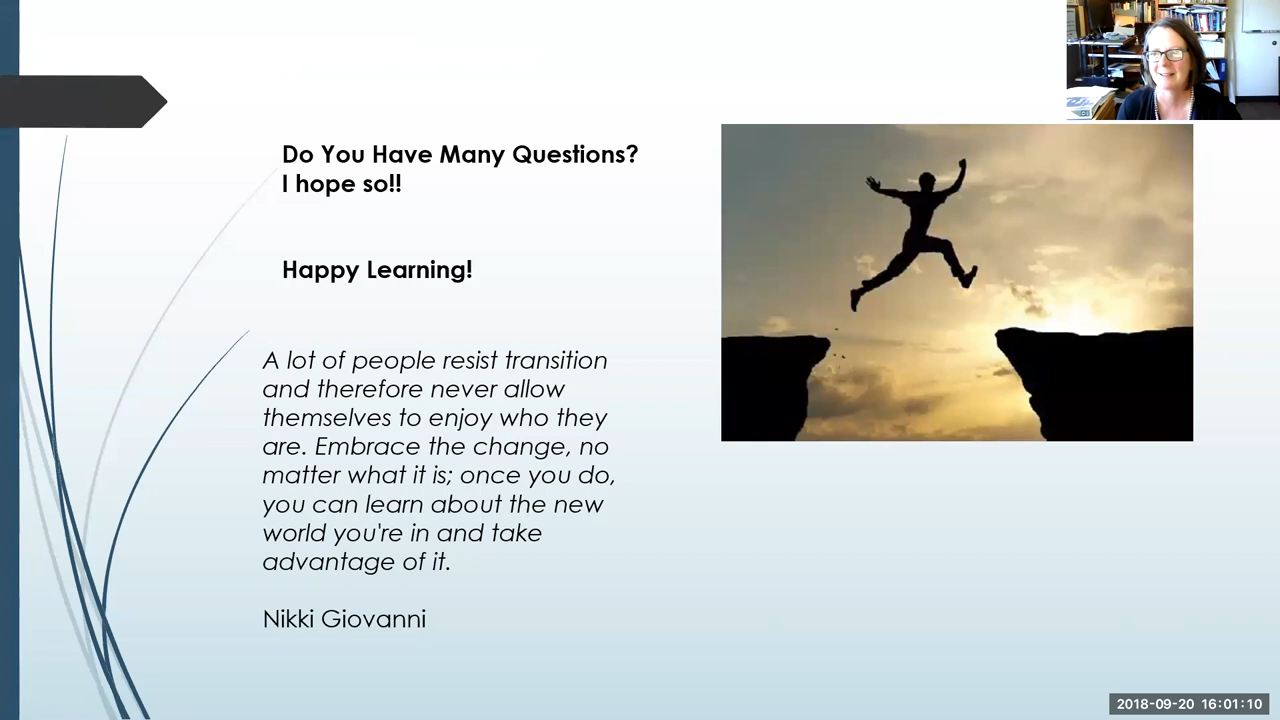 Do You Have Many Questions?
I hope so!!
Happy Learning!
A lot of people resist transition
and therefore never allow
themselves to enjoy who they
are. Embrace the change, no
matter what it is; once you do,
you can learn about the new
world you're in and take
advantage of it.
Nikki Giovanni
2018-09-20 16:01:10